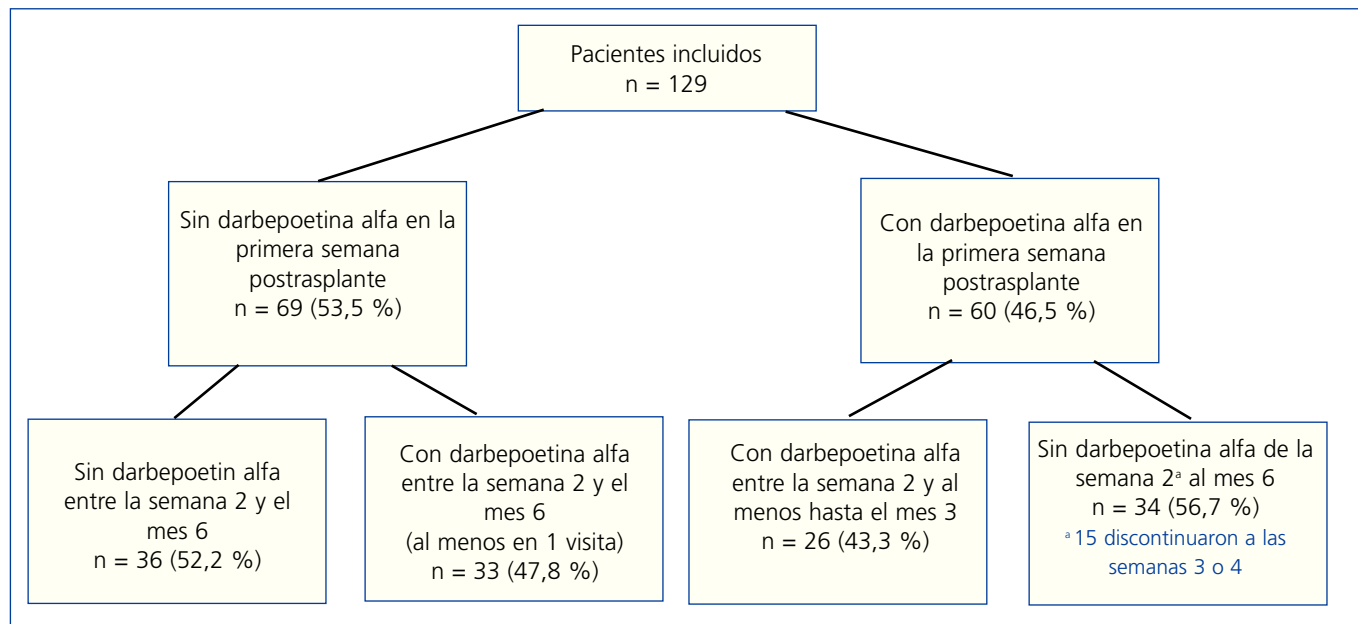 Pacientes incluidos
n = 129
Sin darbepoetina alfa en la
primera semana
postrasplante
n = 69 (53,5 %)
Con darbepoetina alfa en
la primera semana
postrasplante
n = 60 (46,5 %)
Sin darbepoetin alfa
entre la semana 2 y el
mes 6
n = 36 (52,2 %)
Con darbepoetina alfa
entre la semana 2 y el
mes 6
(al menos en 1 visita)
n = 33 (47,8 %)
Con darbepoetina alfa
entre la semana 2 y al
menos hasta el mes 3
n = 26 (43,3 %)
Sin darbepoetina alfa de la
semana 2ª al mes 6
n = 34 (56,7 %)
ª 15 discontinuaron a las
semanas 3 o 4